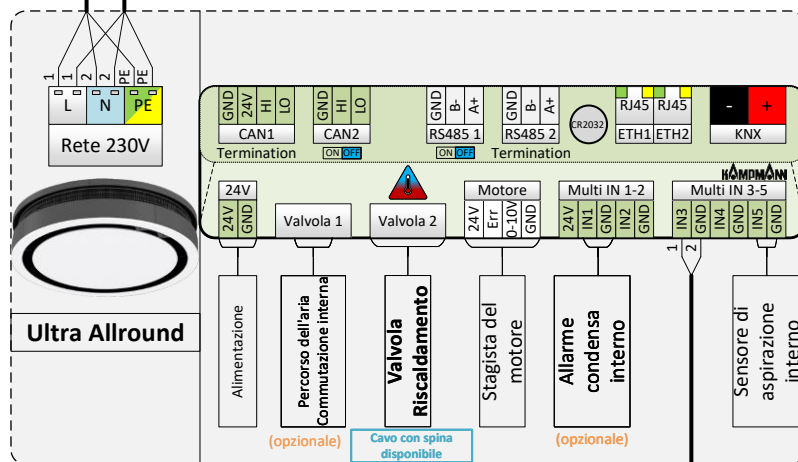 1 1 2 2 PE PE
L N PE
Rete 230V
GND 24V HI LO
CAN1
GND HI LO
CAN2
GND B- A+
RS485 1
GND B- A+
RS485 2
CR2032
RJ45 RJ45
ETH1 ETH2
- +
KNX
Termination
ON OFF
ON OFF
Termination
KAMPMANN
24V
24V GND
Valvola 1
Valvola 2
Motore
24V Err 0-10V GND
Multi IN 1-2
24V IN1 GND IN2 GND
Multi IN 3-5
IN3 GND IN4 GND IN5 GND
1 2
Ultra Allround
Alimentazione
Percorso dell'aria
Commutazione interna
(opzionale)
Valvola
Riscaldamento
Cavo con spina
disponibile
Stagista del
motore
Allarme
condensa
interno
(opzionale)
Sensore di
aspirazione
interno